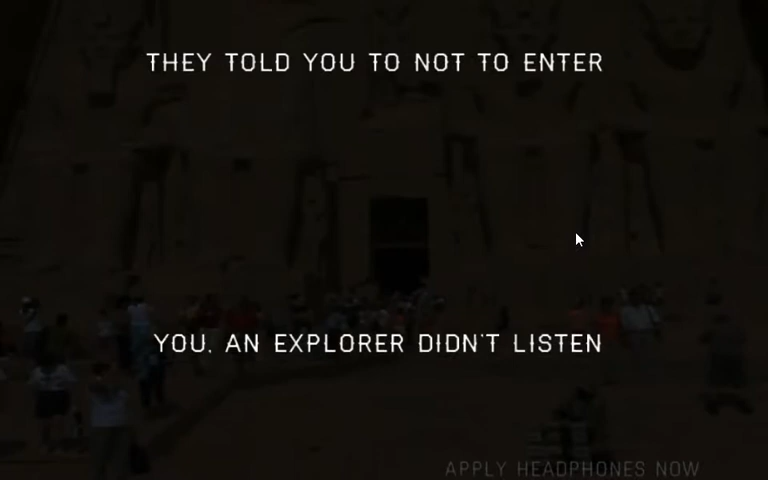 THEY TOLD YOU TO NOT TO ENTER
YOU, AN EXPLORER DIDN'T LISTEN
APPLY HEADPHONES NOW